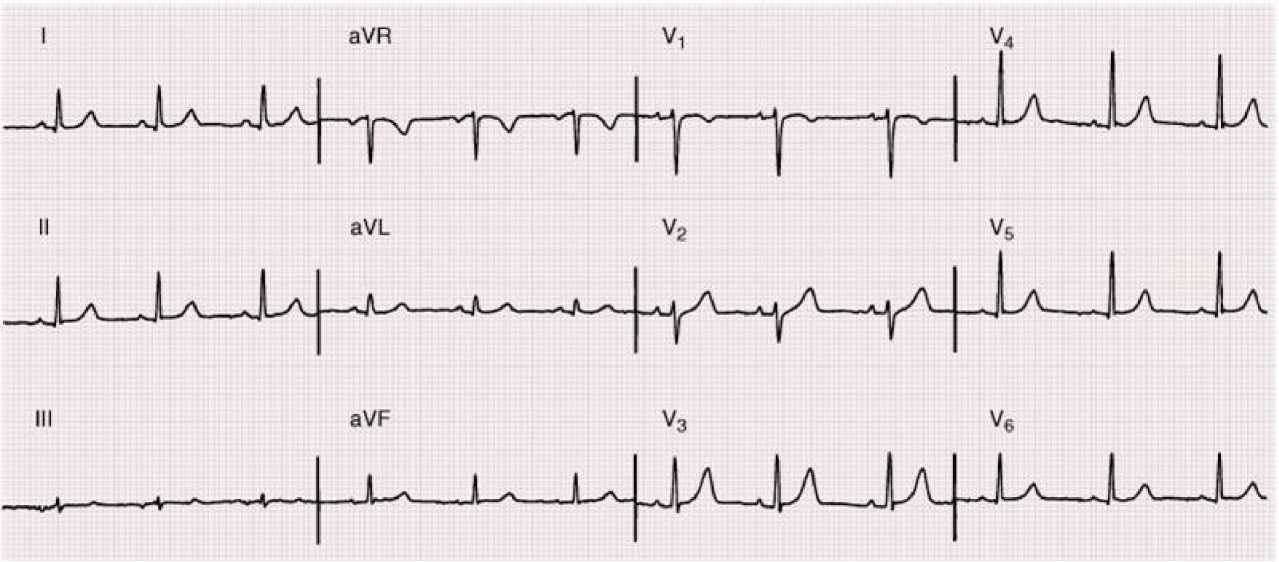 I aVR V₁ V₄
II aVL V₂ V₅
III aVF V₃ V₆